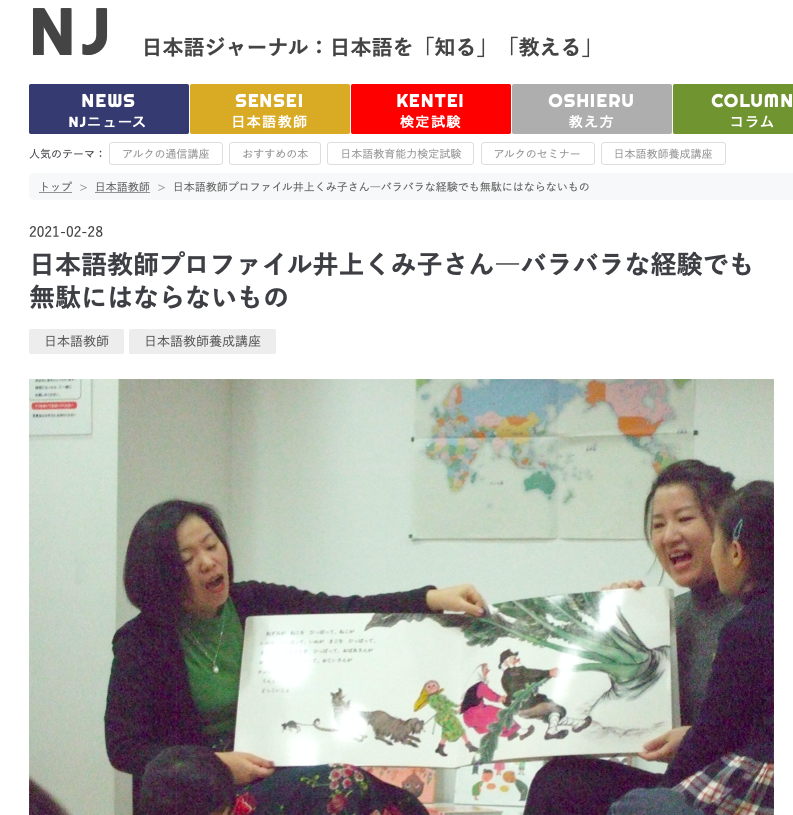 NJ
日本語ジャーナル：日本語を「知る」「教える」
NEWS SENSEI KENTEI OSHIERU COLUMN
NJニュース 日本語教師 検定試験 教え方 コラム
人気のテーマ： アルクの通信講座 おすすめの本 日本語教育能力検定試験 アルクのセミナー 日本語教師養成講座
トップ > 日本語教師 > 日本語教師プロファイル井上くみ子さん―バラバラな経験でも無駄にはならないもの
2021-02-28
日本語教師プロファイル井上くみ子さん―バラバラな経験でも
無駄にはならないもの
日本語教師 日本語教師養成講座